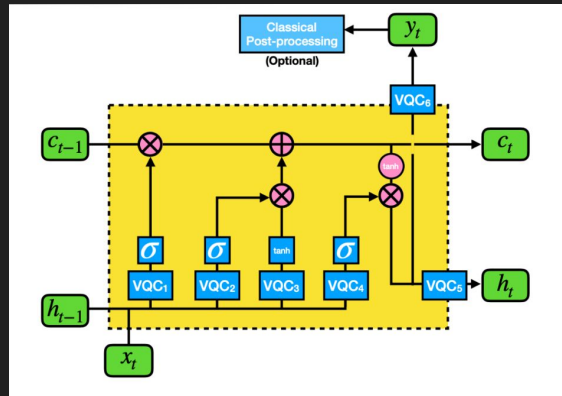 Classical
Post-processing
(Optional)
yₜ
VQC₆
cₜ₋₁
cₜ
tanh
σ
σ
tanh
σ
VQC₁
VQC₂
VQC₃
VQC₄
VQC₅
hₜ
hₜ₋₁
xₜ